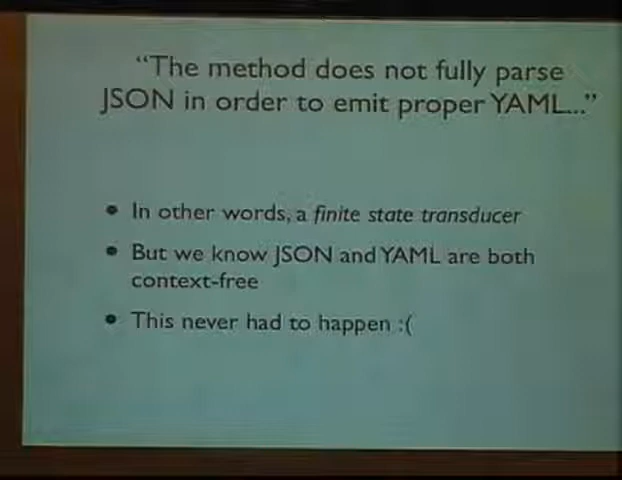 “The method does not fully parse
JSON in order to emit proper YAML...”
• In other words, a finite state transducer
• But we know JSON and YAML are both
context-free
• This never had to happen :(